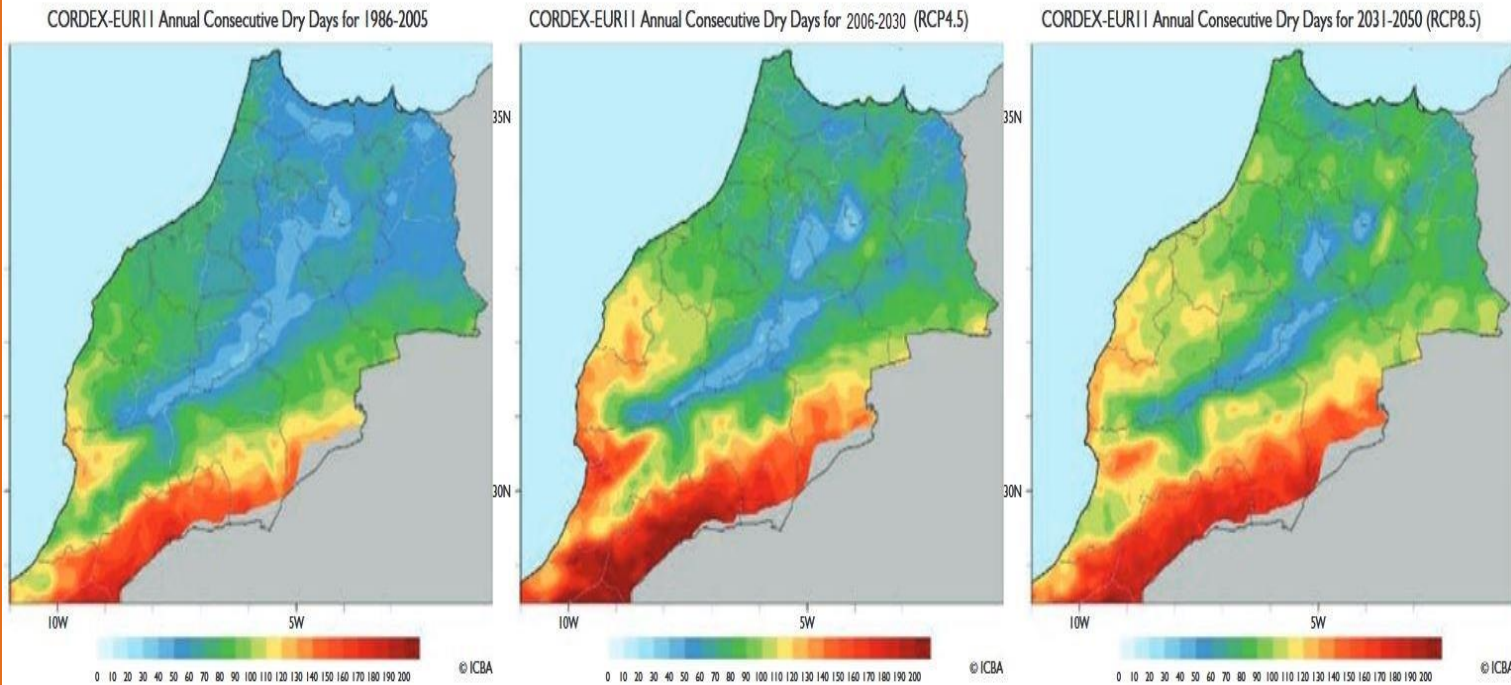 CORDEX-EUR11 Annual Consecutive Dry Days for 1986-2005
CORDEX-EUR11 Annual Consecutive Dry Days for 2006-2030 (RCP4.5)
CORDEX-EUR11 Annual Consecutive Dry Days for 2031-2050 (RCP8.5)
35N
30N
10W 5W
0 10 20 30 40 50 60 70 80 90 100 110 120 130 140 150 160 170 180 190 200
© ICBA
35N
30N
10W 5W
0 10 20 30 40 50 60 70 80 90 100 110 120 130 140 150 160 170 180 190 200
© ICBA
10W 5W
0 10 20 30 40 50 60 70 80 90 100 110 120 130 140 150 160 170 180 190 200
© ICBA